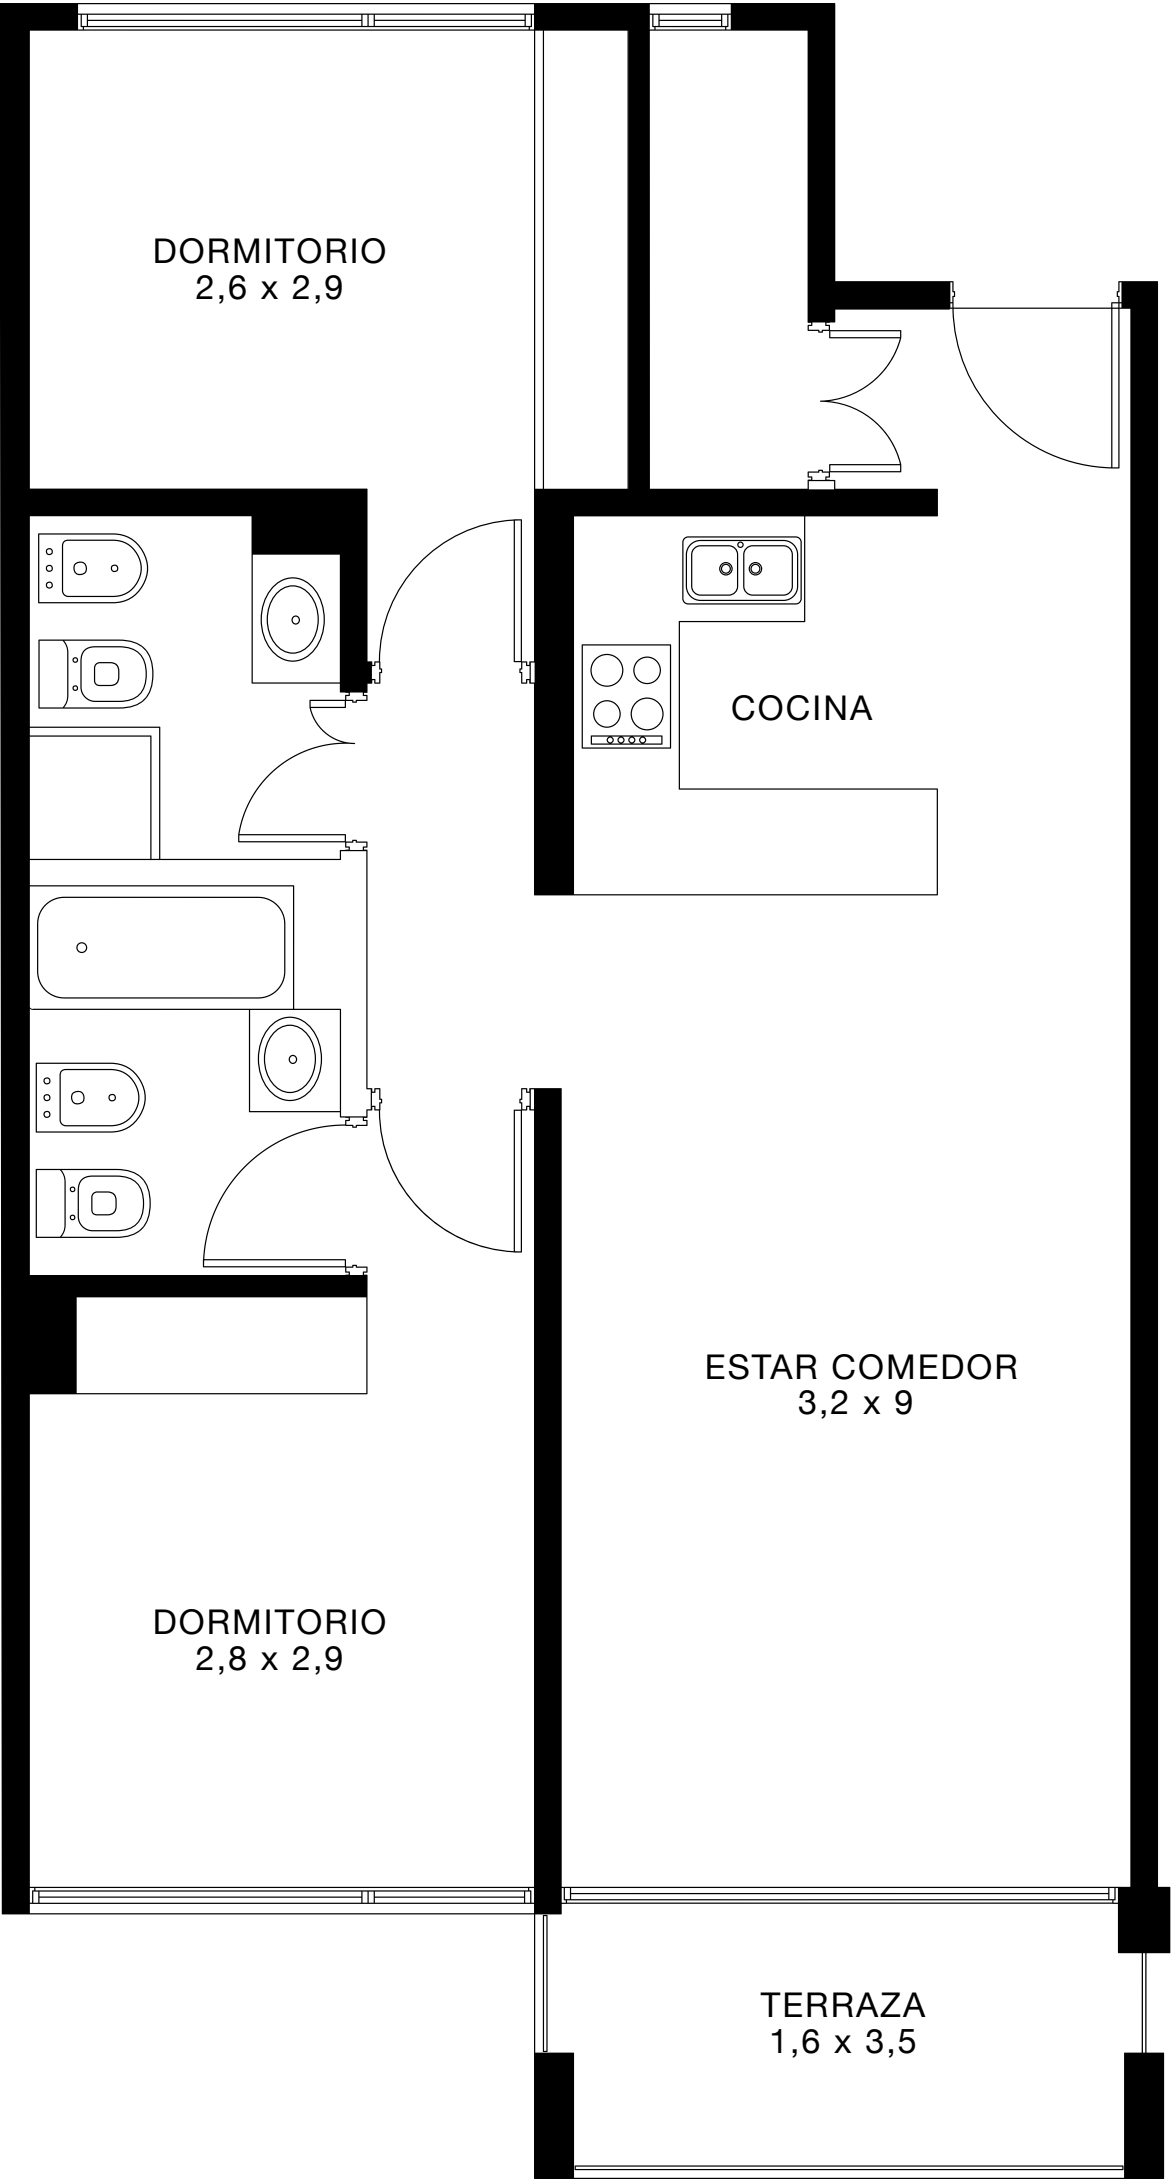 DORMITORIO
2,6 x 2,9
COCINA
ESTAR COMEDOR
3,2 x 9
DORMITORIO
2,8 x 2,9
TERRAZA
1,6 x 3,5